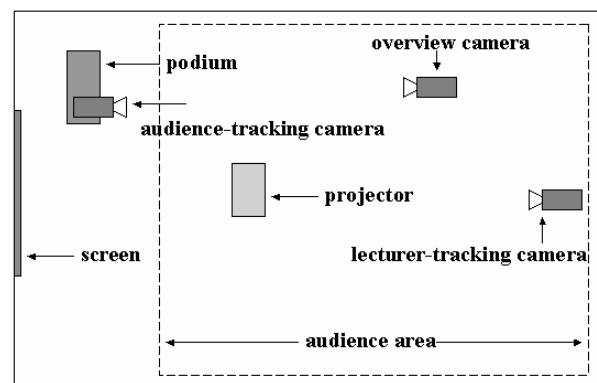 overview camera
podium
audience-tracking camera
projector
lecturer-tracking camera
screen
audience area